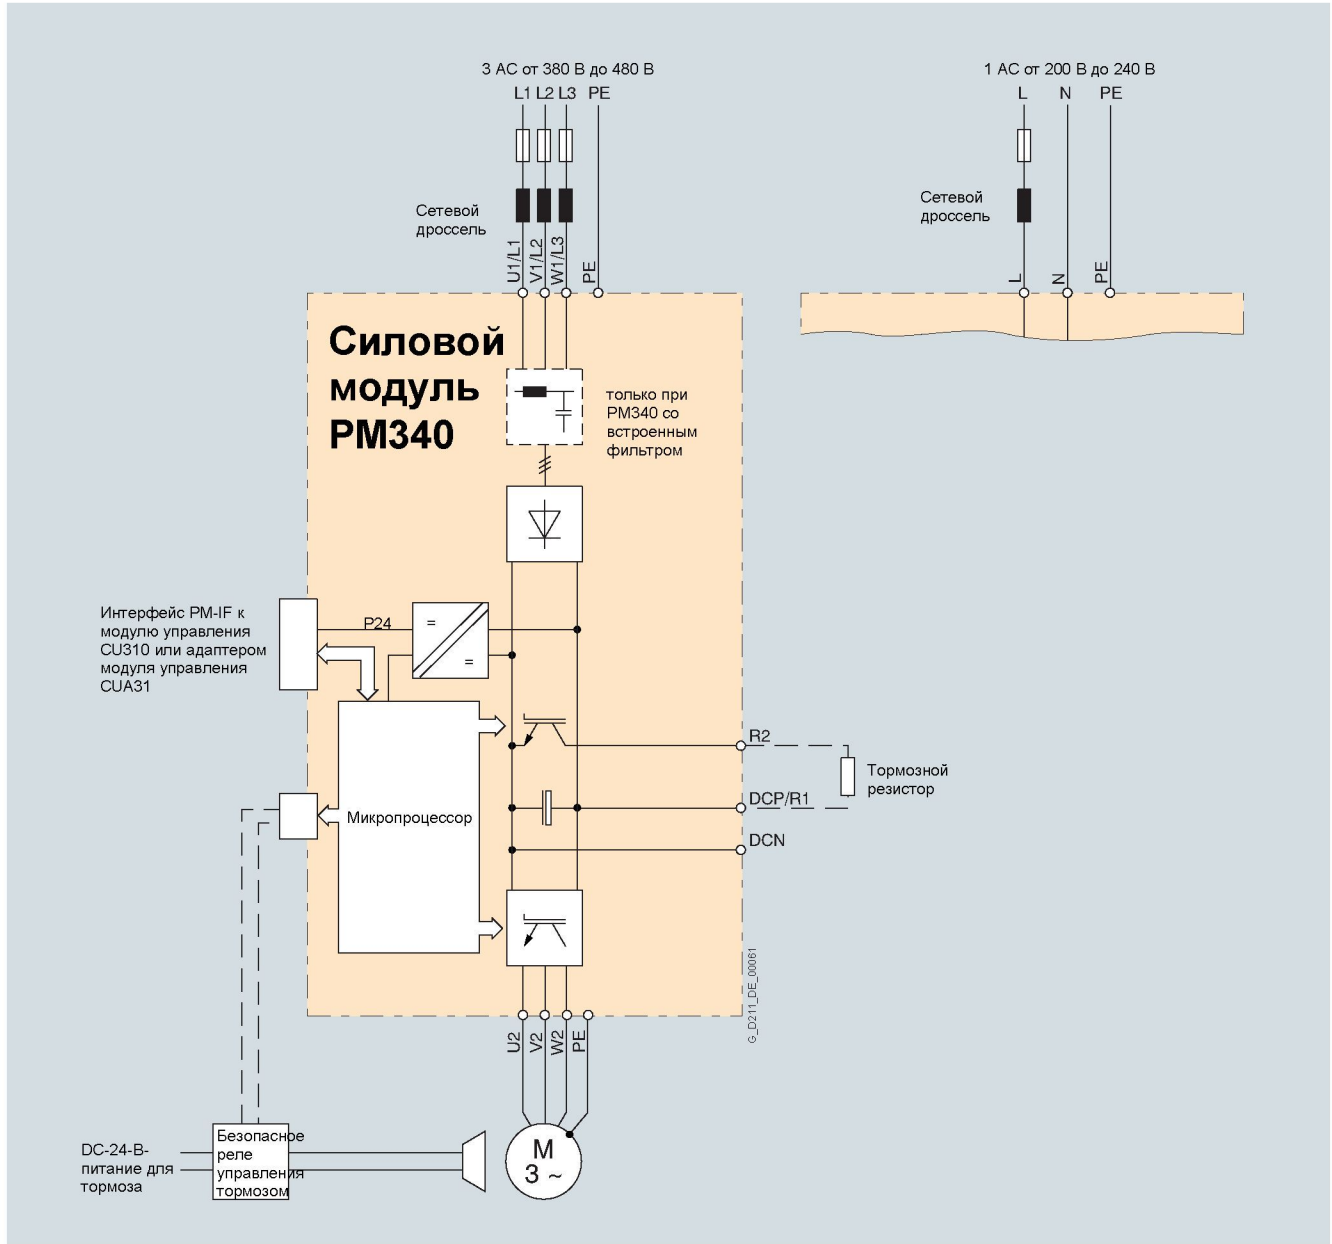 3 AC от 380 В до 480 В
L1 L2 L3 PE
1 AC от 200 В до 240 В
L N PE
Сетевой
дроссель
U1/L1
V1/L2
W1/L3
PE
Сетевой
дроссель
L
N
PE
Силовой
модуль
PM340
только при
PM340 со
встроенным
фильтром
Интерфейс PM-IF к
модулю управления
CU310 или адаптером
модуля управления
CUA31
P24
=
=
R2
Тормозной
резистор
DCP/R1
DCN
Микропроцессор
G_D211_DE_00061
U2
V2
W2
PE
DC-24-В-
питание для
тормоза
Безопасное
реле
управления
тормозом
M
3 ~